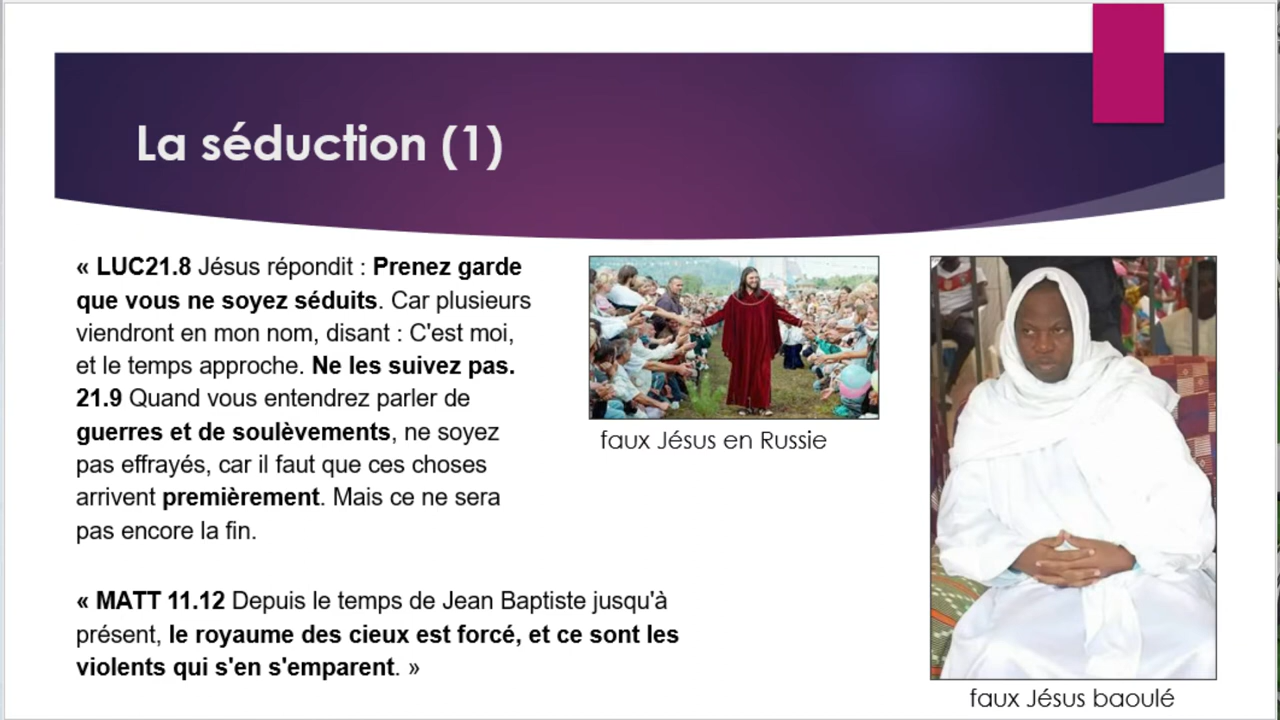 La séduction (1)
« LUC21.8 Jésus répondit : Prenez garde
que vous ne soyez séduits. Car plusieurs
viendront en mon nom, disant : C'est moi,
et le temps approche. Ne les suivez pas.
21.9 Quand vous entendrez parler de
guerres et de soulèvements, ne soyez
pas effrayés, car il faut que ces choses
arrivent premièrement. Mais ce ne sera
pas encore la fin.
« MATT 11.12 Depuis le temps de Jean Baptiste jusqu'à
présent, le royaume des cieux est forcé, et ce sont les
violents qui s'en s'emparent. »
faux Jésus en Russie
faux Jésus baoulé